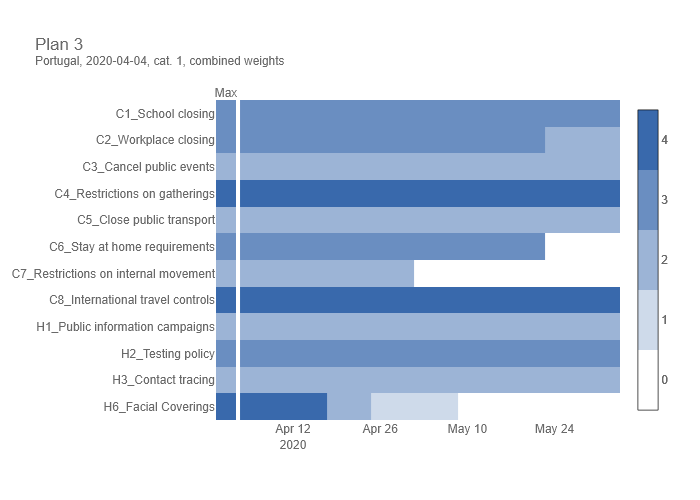 Plan 3
Portugal, 2020-04-04, cat. 1, combined weights
Max
C1_School closing
C2_Workplace closing
C3_Cancel public events
C4_Restrictions on gatherings
C5_Close public transport
C6_Stay at home requirements
C7_Restrictions on internal movement
C8_International travel controls
H1_Public information campaigns
H2_Testing policy
H3_Contact tracing
H6_Facial Coverings
Apr 12
2020
Apr 26
May 10
May 24
4
3
2
1
0